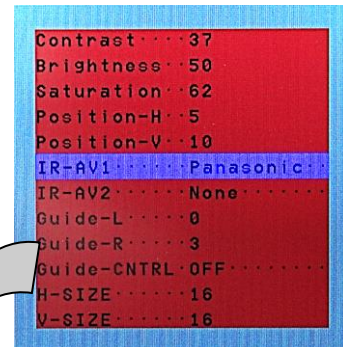 Contrast····37
Brightness··50
Saturation··62
Position-H··5
Position-V··10
IR-AV1······Panasonic··
IR-AV2······None·······
Guide-L·····0
Guide-R·····3
Guide-CNTRL·OFF········
H-SIZE······16
V-SIZE······16